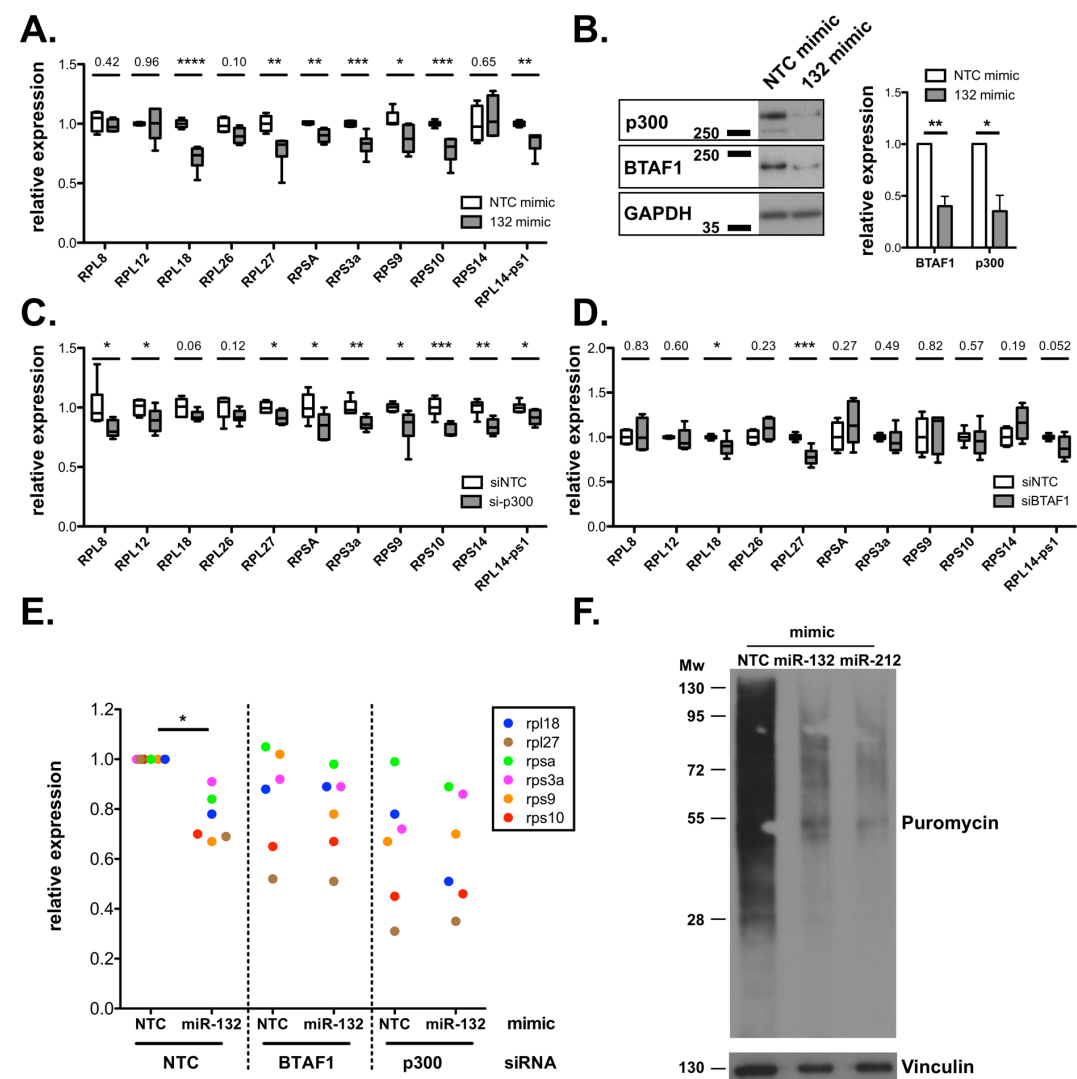 A.
relative expression
1.5
1.0
0.5
0.0
0.42 0.96 **** 0.10 ** ** *** * *** 0.65 **
NTC mimic
132 mimic
RPL8 RPL12 RPL18 RPL26 RPL27 RPSA RPS3a RPS9 RPS10 RPS14 RPL14-ps1
B.
NTC mimic
132 mimic
p300
250
250
BTAF1
GAPDH
35
NTC mimic
132 mimic
relative expression
1.5
1.0
0.5
0.0
** *
BTAF1 p300
C.
relative expression
1.5
1.0
0.5
0.0
* * 0.06 0.12 * * ** * *** ** *
siNTC
si-p300
RPL8 RPL12 RPL18 RPL26 RPL27 RPSA RPS3a RPS9 RPS10 RPS14 RPL14-ps1
D.
relative expression
2.0
1.5
1.0
0.5
0.0
0.83 0.60 * 0.23 *** 0.27 0.49 0.82 0.57 0.19 0.052
siNTC
siBTAF1
RPL8 RPL12 RPL18 RPL26 RPL27 RPSA RPS3a RPS9 RPS10 RPS14 RPL14-ps1
E.
relative expression
1.2
1.0
0.8
0.6
0.4
0.2
0.0
*
rpl18
rpl27
rpsa
rps3a
rps9
rps10
NTC miR-132 NTC miR-132 NTC miR-132 mimic
NTC BTAF1 p300 siRNA
F.
mimic
Mw NTC miR-132 miR-212
130
95
72
55
28
Puromycin
130
Vinculin